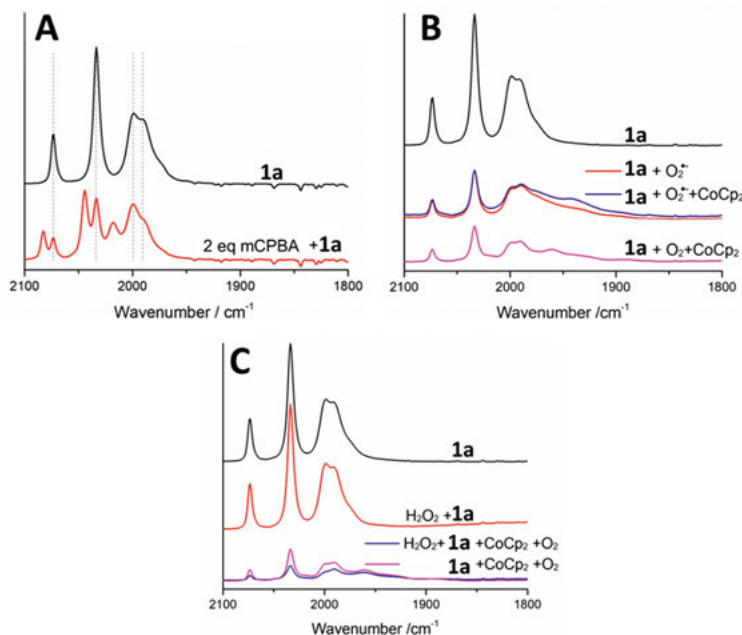 A
1a
2 eq mCPBA +1a
2100 2000 1900 1800
Wavenumber / cm-1
B
1a
1a + O2•-
1a + O2•-+CoCp2
1a + O2+CoCp2
2100 2000 1900 1800
Wavenumber / cm-1
C
1a
H2O2 +1a
H2O2+ 1a +CoCp2 +O2
1a +CoCp2 +O2
2100 2000 1900 1800
Wavenumber /cm-1